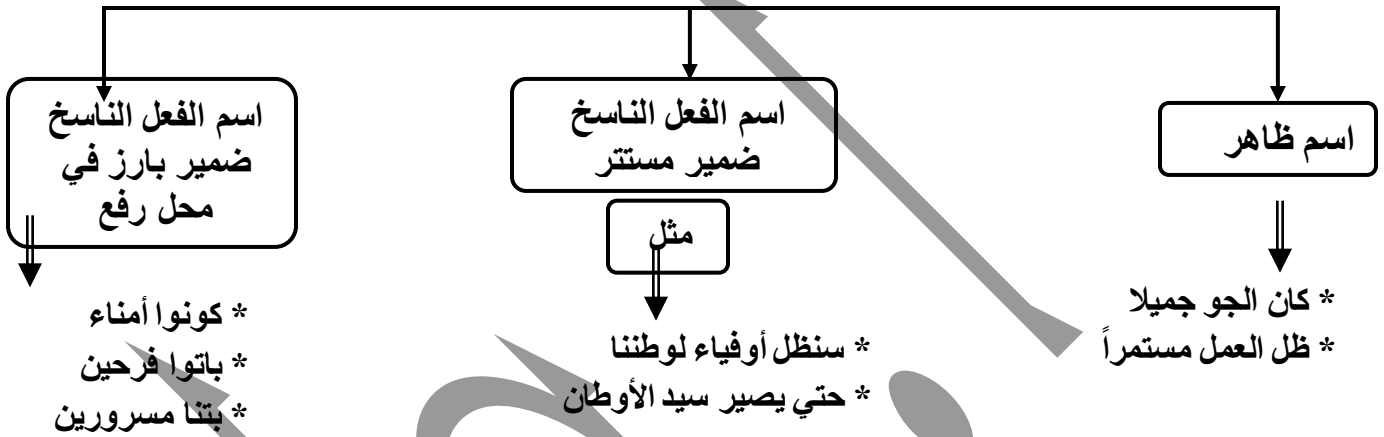 اسم ظاهر
* كان الجو جميلا
* ظل العمل مستمراً
اسم الفعل الناسخ
ضمير مستتر
مثل
* سنظل أوفياء لوطننا
* حتي يصير سيد الأوطان
اسم الفعل الناسخ
ضمير بارز في
محل رفع
* كونوا أمناء
* باتوا فرحين
* بتنا مسرورين